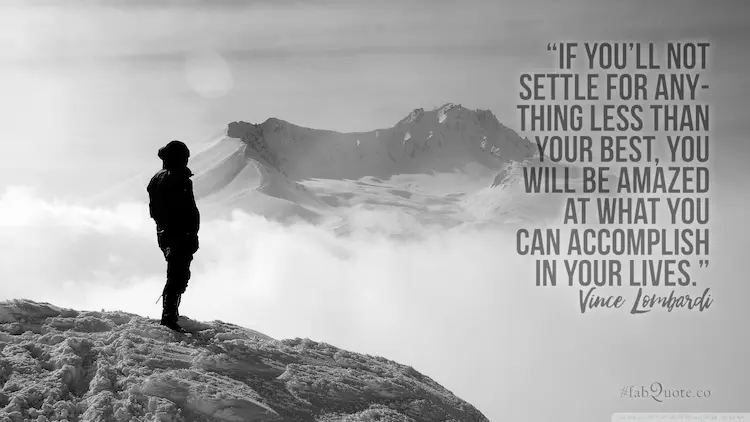 “IF YOU’LL NOT
SETTLE FOR ANY-
THING LESS THAN
YOUR BEST, YOU
WILL BE AMAZED
AT WHAT YOU
CAN ACCOMPLISH
IN YOUR LIVES.”
Vince Lombardi
#fabQuote.co